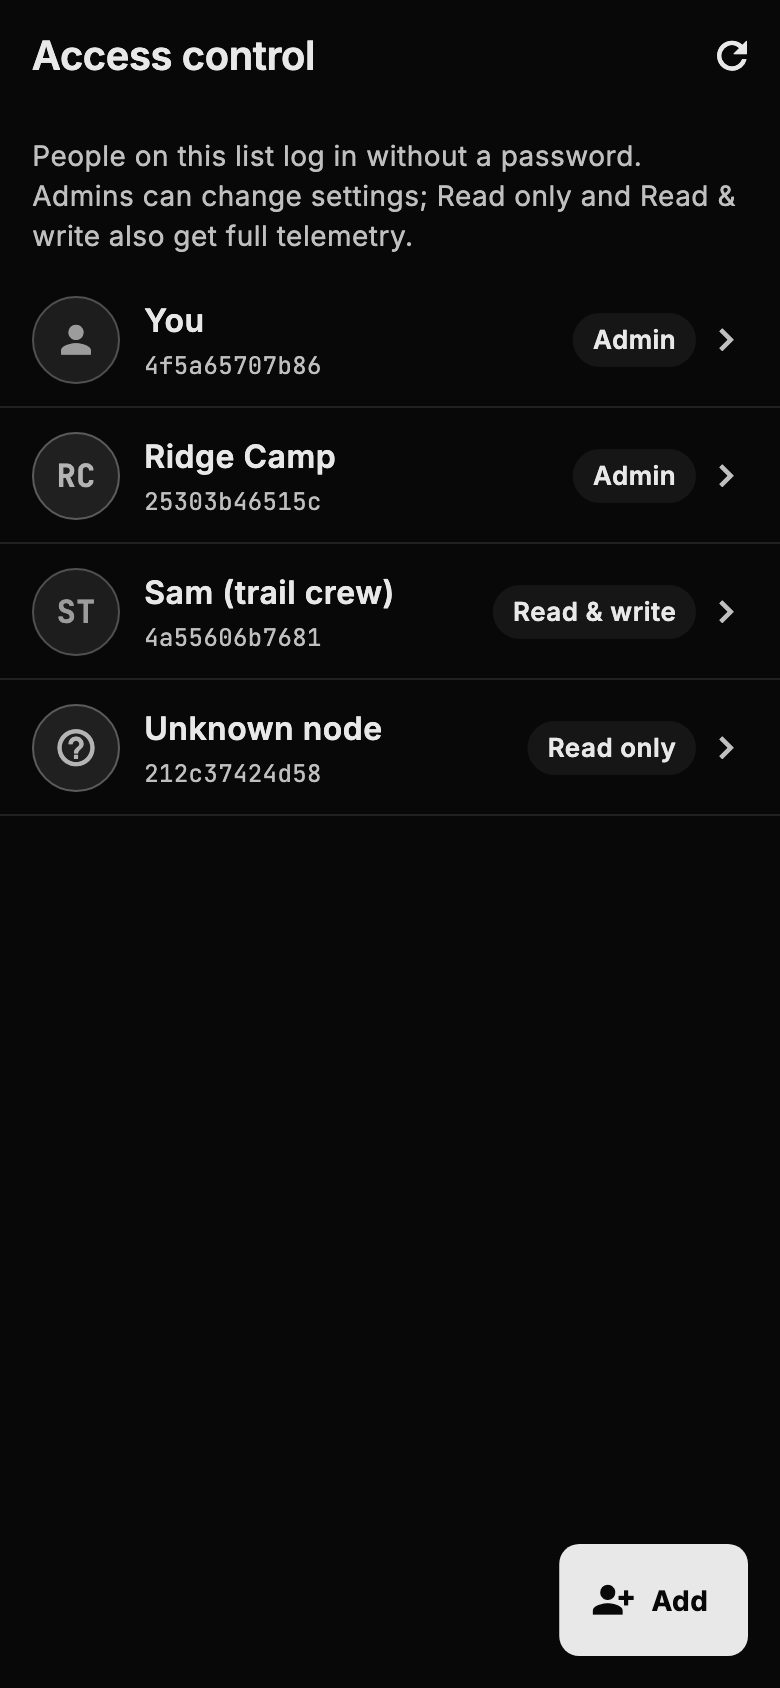 Access control
People on this list log in without a password.
Admins can change settings; Read only and Read &
write also get full telemetry.
You
4f5a65707b86
Admin
RC
Ridge Camp
25303b46515c
Admin
ST
Sam (trail crew)
4a55606b7681
Read & write
Unknown node
212c37424d58
Read only
Add